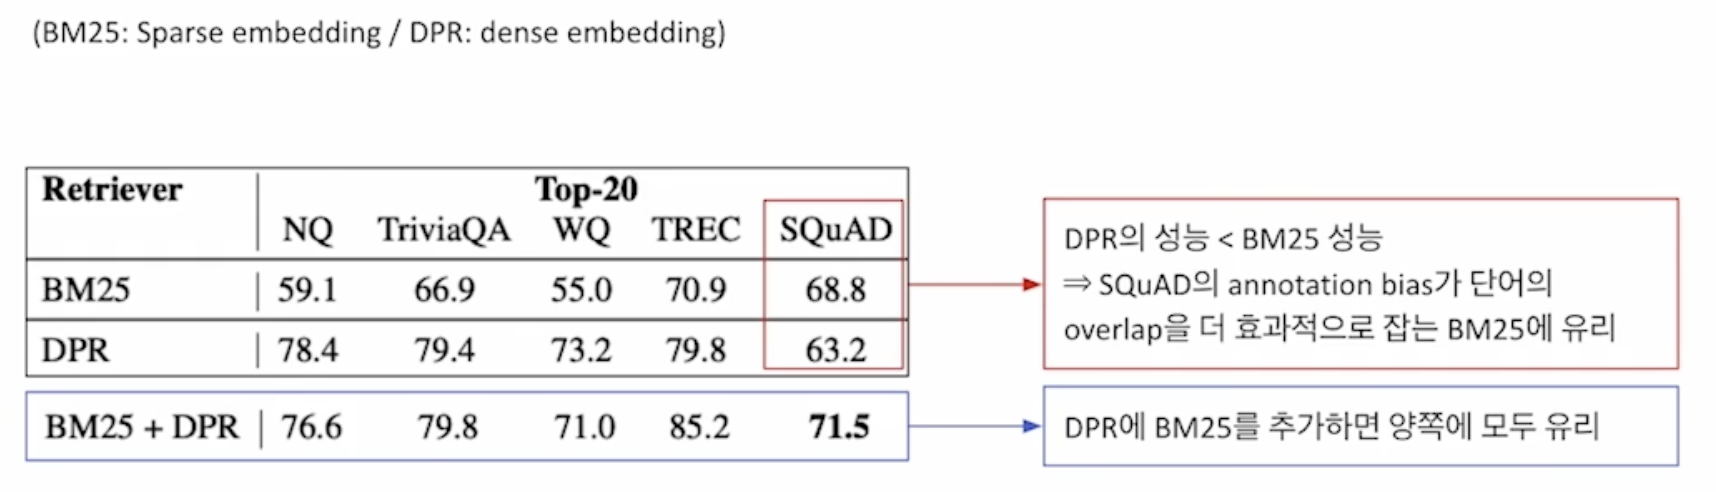 (BM25: Sparse embedding / DPR: dense embedding)
Retriever Top-20
NQ TriviaQA WQ TREC SQuAD
BM25 59.1 66.9 55.0 70.9 68.8
DPR 78.4 79.4 73.2 79.8 63.2
BM25 + DPR 76.6 79.8 71.0 85.2 71.5
DPR의 성능 < BM25 성능
⇒ SQuAD의 annotation bias가 단어의
overlap을 더 효과적으로 잡는 BM25에 유리
DPR에 BM25를 추가하면 양쪽에 모두 유리